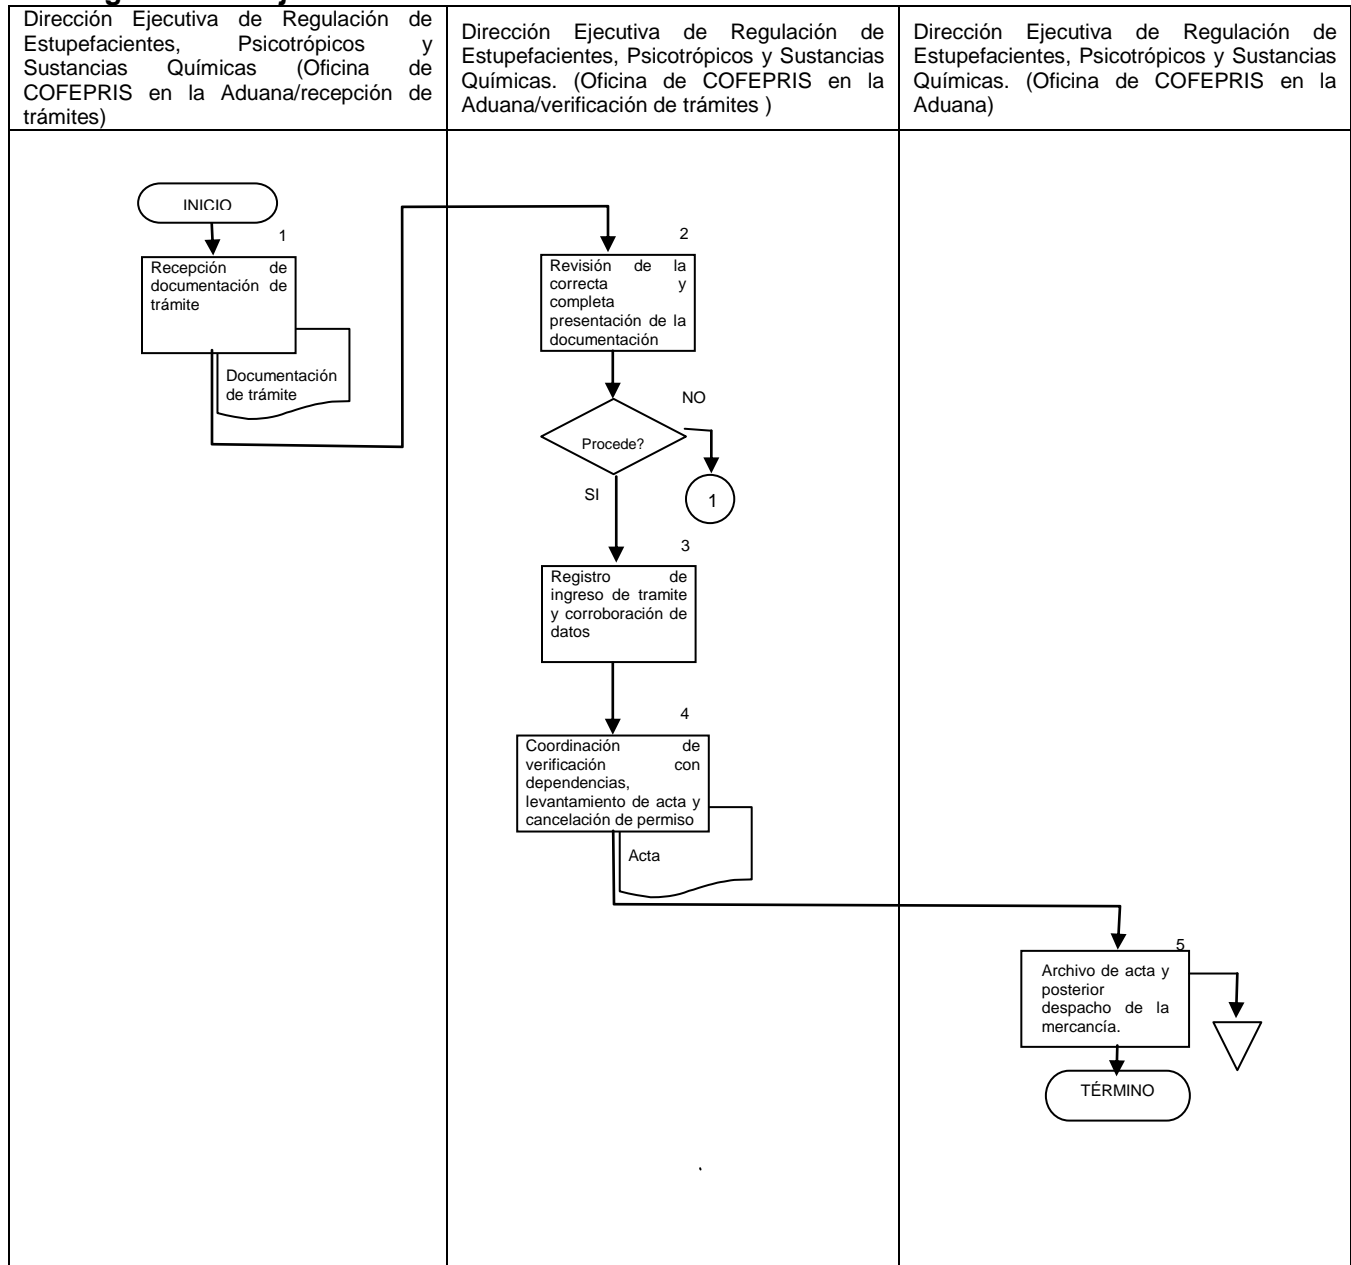 Dirección Ejecutiva de Regulación de
Estupefacientes, Psicotrópicos y
Sustancias Químicas (Oficina de
COFEPRIS en la Aduana/recepción de
trámites)
Dirección Ejecutiva de Regulación de
Estupefacientes, Psicotrópicos y Sustancias
Químicas. (Oficina de COFEPRIS en la
Aduana/verificación de trámites )
Dirección Ejecutiva de Regulación de
Estupefacientes, Psicotrópicos y Sustancias
Químicas. (Oficina de COFEPRIS en la
Aduana)
INICIO
1
Recepción de
documentación de
trámite
Documentación
de trámite
2
Revisión de la
correcta y
completa
presentación de la
documentación
NO
Procede?
SI
1
3
Registro de
ingreso de tramite
y corroboración de
datos
4
Coordinación de
verificación con
dependencias,
levantamiento de acta y
cancelación de permiso
Acta
5
Archivo de acta y
posterior
despacho de la
mercancía.
TÉRMINO